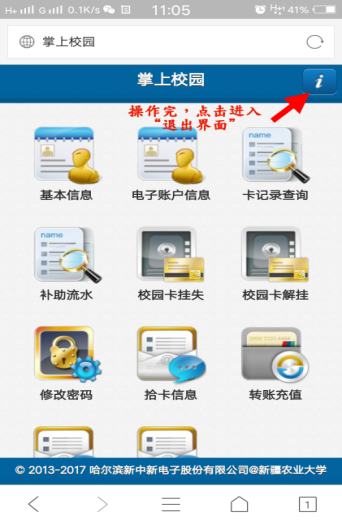 H+ 0.1K/s 11:05 41%
掌上校园
掌上校园
i
操作完，点击进入
“退出界面”
基本信息
电子账户信息
name
卡记录查询
name
补助流水
校园卡挂失
校园卡解挂
修改密码
拾卡信息
转账充值
© 2013-2017 哈尔滨新中新电子股份有限公司@新疆农业大学
1